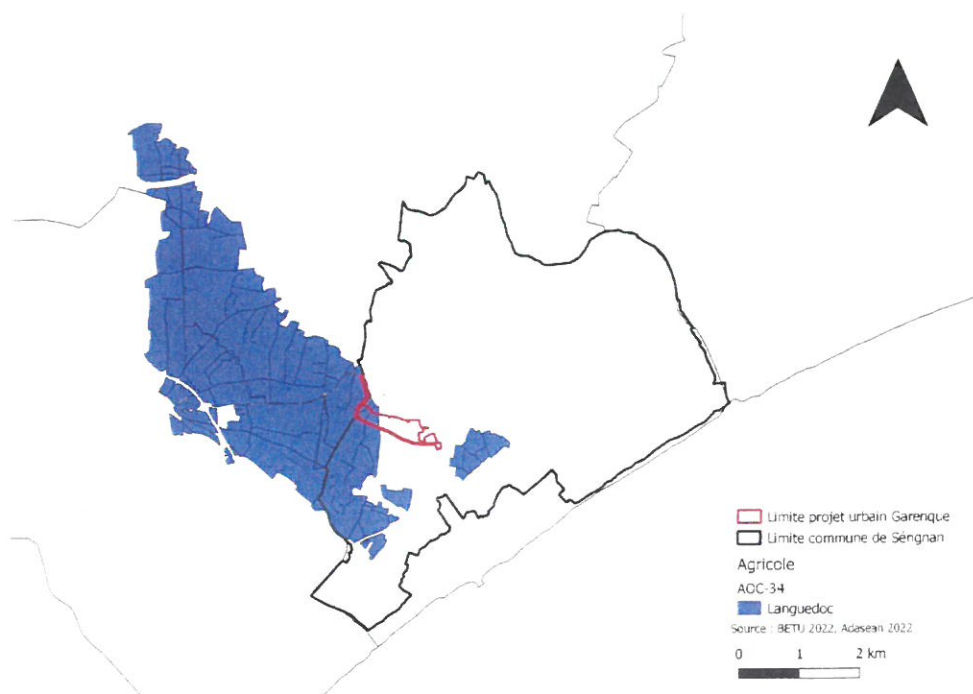 Limite projet urbain Garenque
Limite commune de Sérgnan
Agricole
AOC-34
Languedoc
Source : BETU 2022, Adasean 2022
0 1 2 km